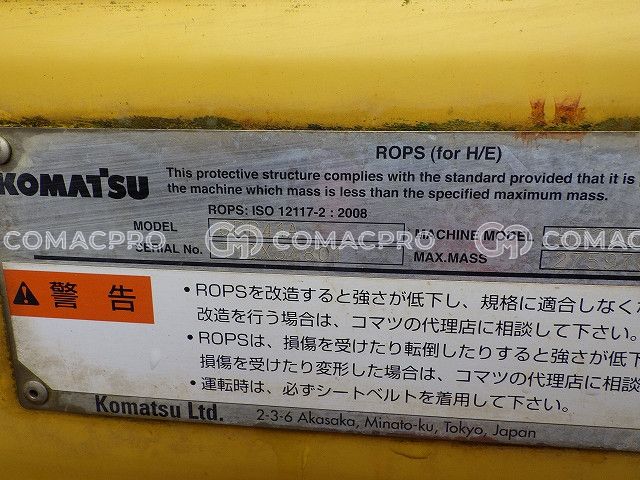 ROPS (for H/E)
KOMATSU
This protective structure complies with the standard provided that it is
the machine which mass is less than the specified maximum mass.
ROPS: ISO 12117-2 : 2008
MODEL
MACHINE MODEL
COMACPRO COMACPRO COMACPRO
SERIAL No.
MAX.MASS
警告
・ROPSを改造すると強さが低下し、規格に適合しなく
改造を行う場合は、コマツの代理店に相談して下さい。
・ROPSは、損傷を受けたり転倒したりすると強さが低下
損傷を受けたり変形した場合は、コマツの代理店に相談
・運転時は、必ずシートベルトを着用して下さい。
Komatsu Ltd. 2-3-6 Akasaka, Minato-ku, Tokyo, Japan